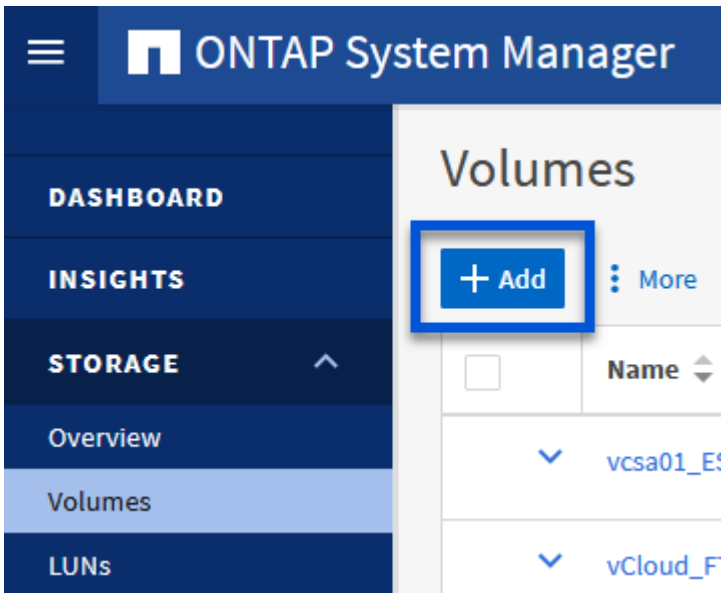 ONTAP System Manager
DASHBOARD
INSIGHTS
STORAGE
Overview
Volumes
LUNs
Volumes
+ Add
More
Name
vcsa01_ES
vCloud_F